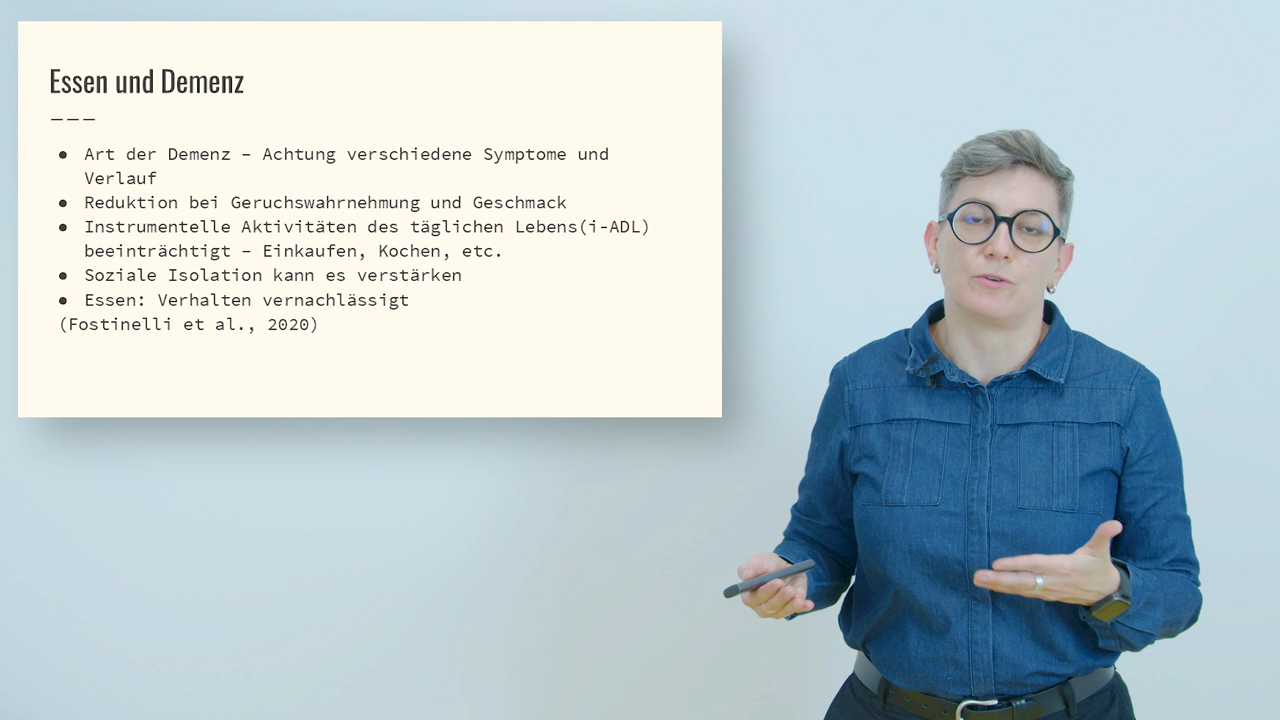 Essen und Demenz
———
● Art der Demenz – Achtung verschiedene Symptome und
Verlauf
● Reduktion bei Geruchswahrnehmung und Geschmack
● Instrumentelle Aktivitäten des täglichen Lebens(i-ADL)
beeinträchtigt – Einkaufen, Kochen, etc.
● Soziale Isolation kann es verstärken
● Essen: Verhalten vernachlässigt
(Fostinelli et al., 2020)